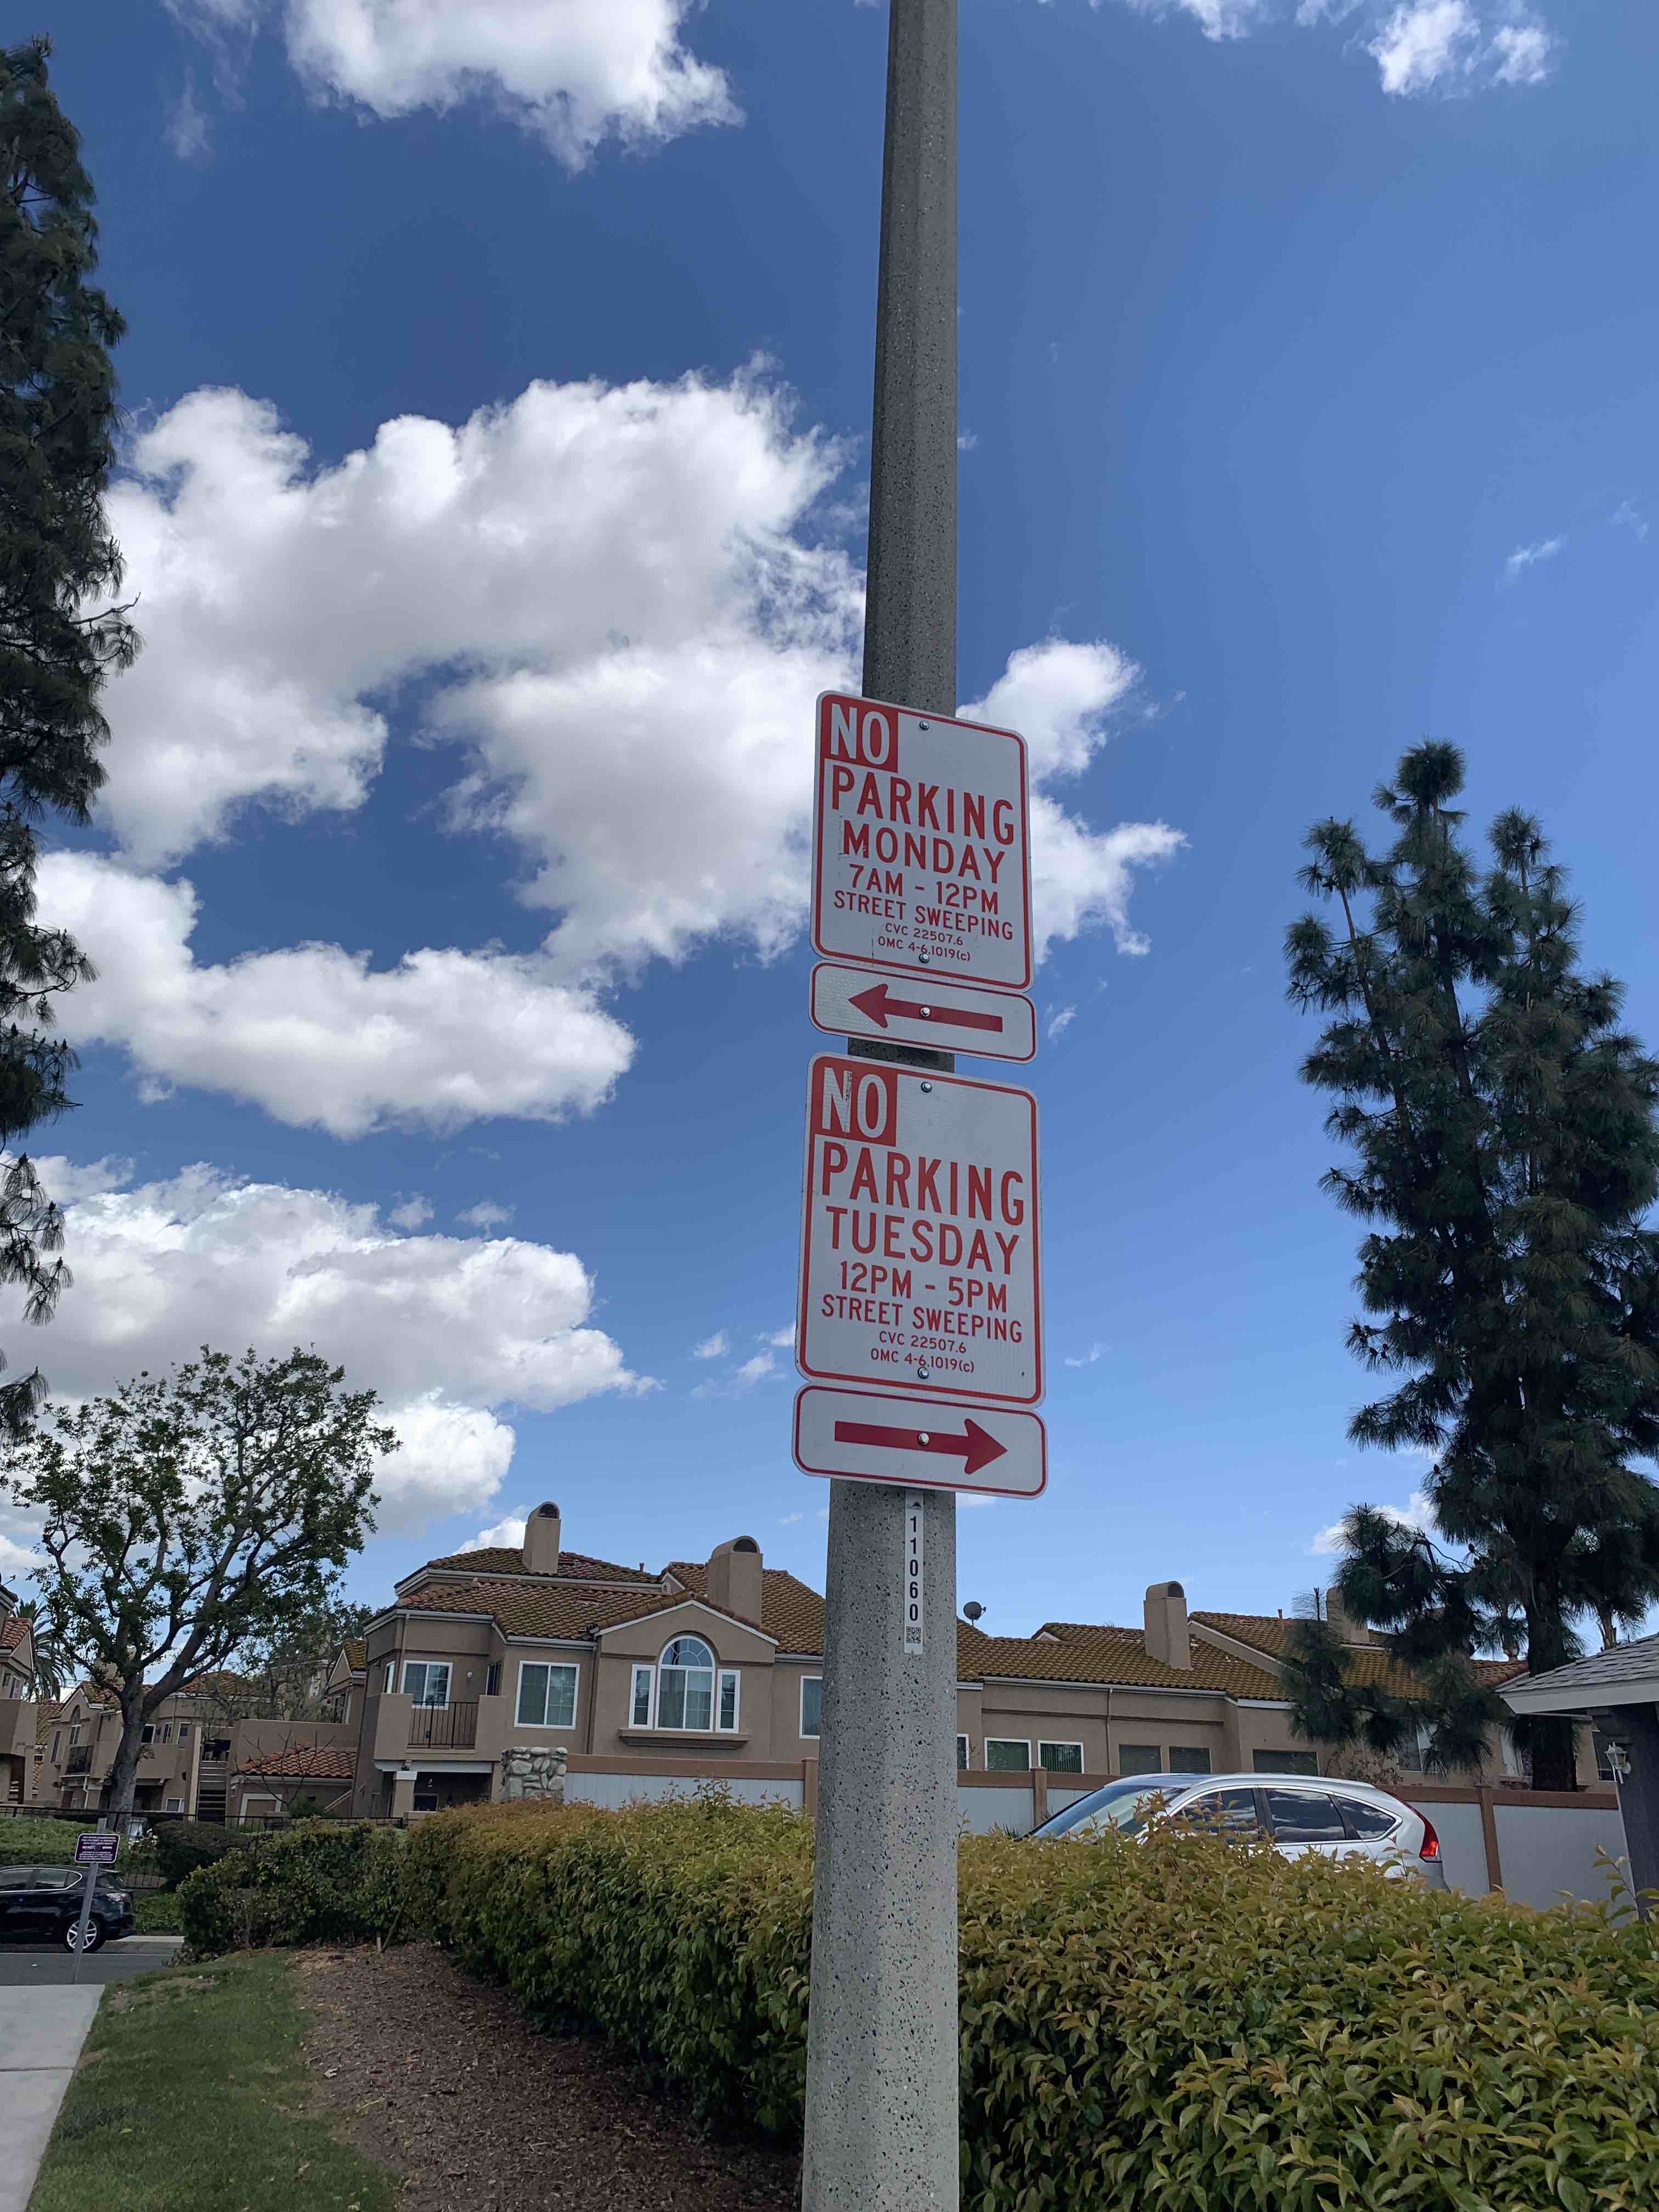 NO
PARKING
MONDAY
7AM - 12PM
STREET SWEEPING
CVC 22507.6
OMC 4-6.1019(c)
NO
PARKING
TUESDAY
12PM - 5PM
STREET SWEEPING
CVC 22507.6
OMC 4-6.1019(c)
11060